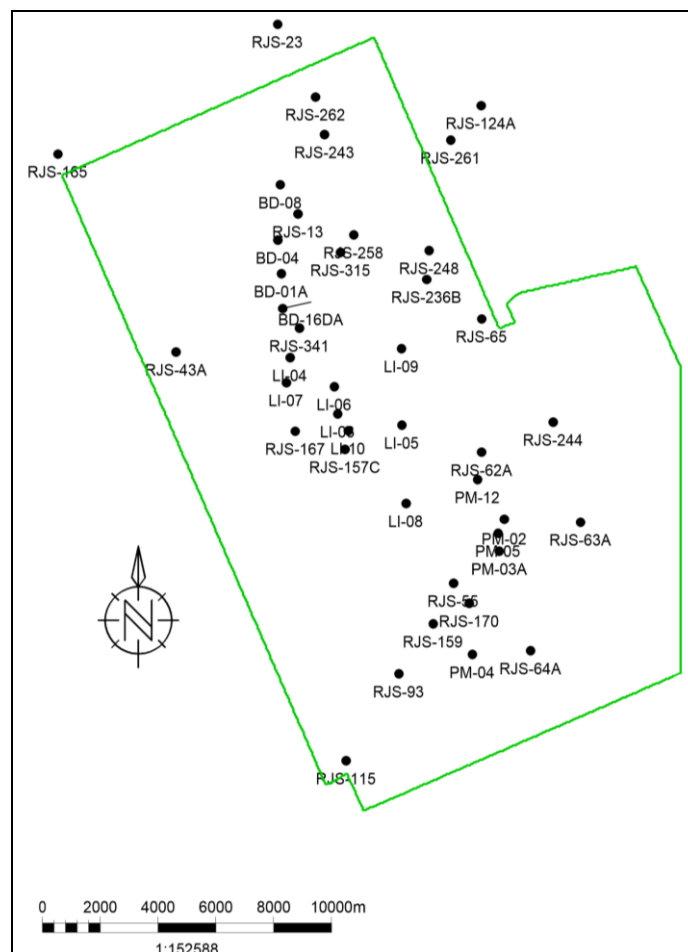 RJS-23
RJS-262
RJS-124A
RJS-243
RJS-261
RJS-165
BD-08
RJS-13
RJS-258
BD-04
RJS-315
RJS-248
BD-01A
RJS-236B
BD-16DA
RJS-65
RJS-341
RJS-43A
LI-09
LI-04
LI-07
LI-06
LI-05
RJS-244
RJS-167
LI-10
RJS-157C
RJS-62A
PM-12
LI-08
PM-02
RJS-63A
PM-05
PM-03A
RJS-55
RJS-170
RJS-159
PM-04
RJS-64A
RJS-93
RJS-115
N
0 2000 4000 6000 8000 10000m
1:152588